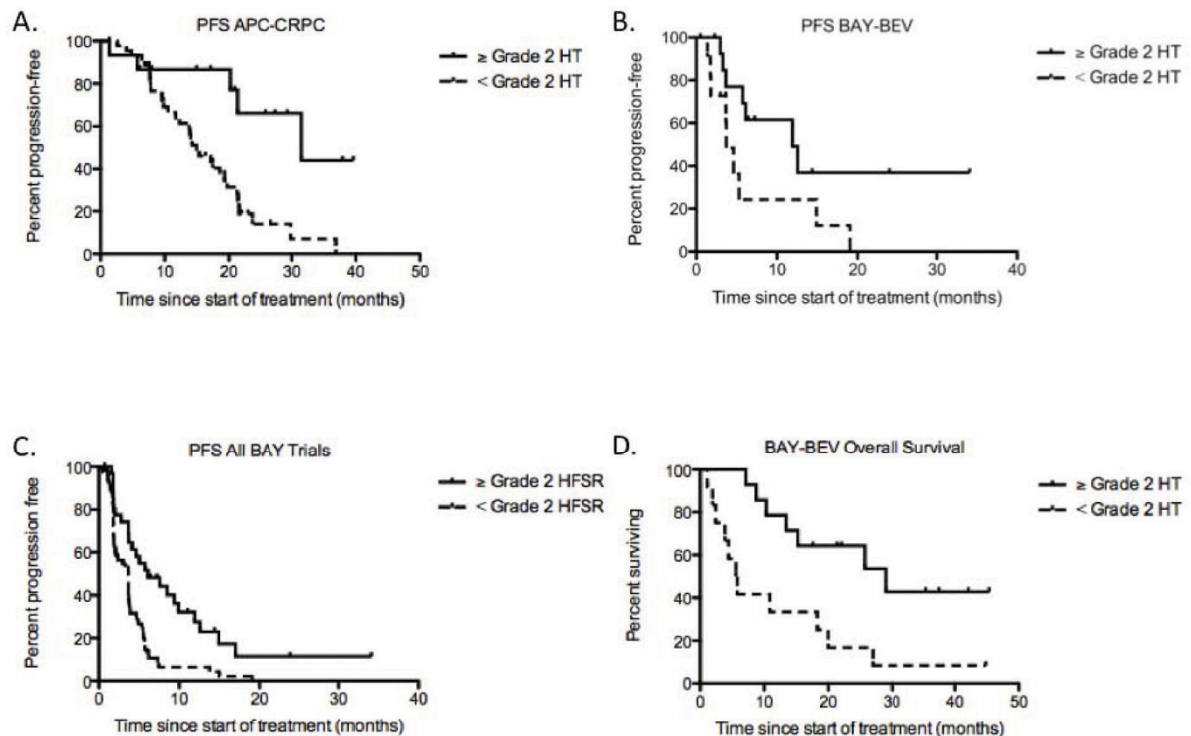 A.
PFS APC-CRPC
≥ Grade 2 HT
< Grade 2 HT
Percent progression-free
100
80
60
40
20
0
0 10 20 30 40 50
Time since start of treatment (months)
B.
PFS BAY-BEV
≥ Grade 2 HT
< Grade 2 HT
Percent progression-free
100
80
60
40
20
0
0 10 20 30 40
Time since start of treatment (months)
C.
PFS All BAY Trials
≥ Grade 2 HFSR
< Grade 2 HFSR
Percent progression free
100
80
60
40
20
0
0 10 20 30 40
Time since start of treatment (months)
D.
BAY-BEV Overall Survival
≥ Grade 2 HT
< Grade 2 HT
Percent surviving
100
80
60
40
20
0
0 10 20 30 40 50
Time since start of treatment (months)